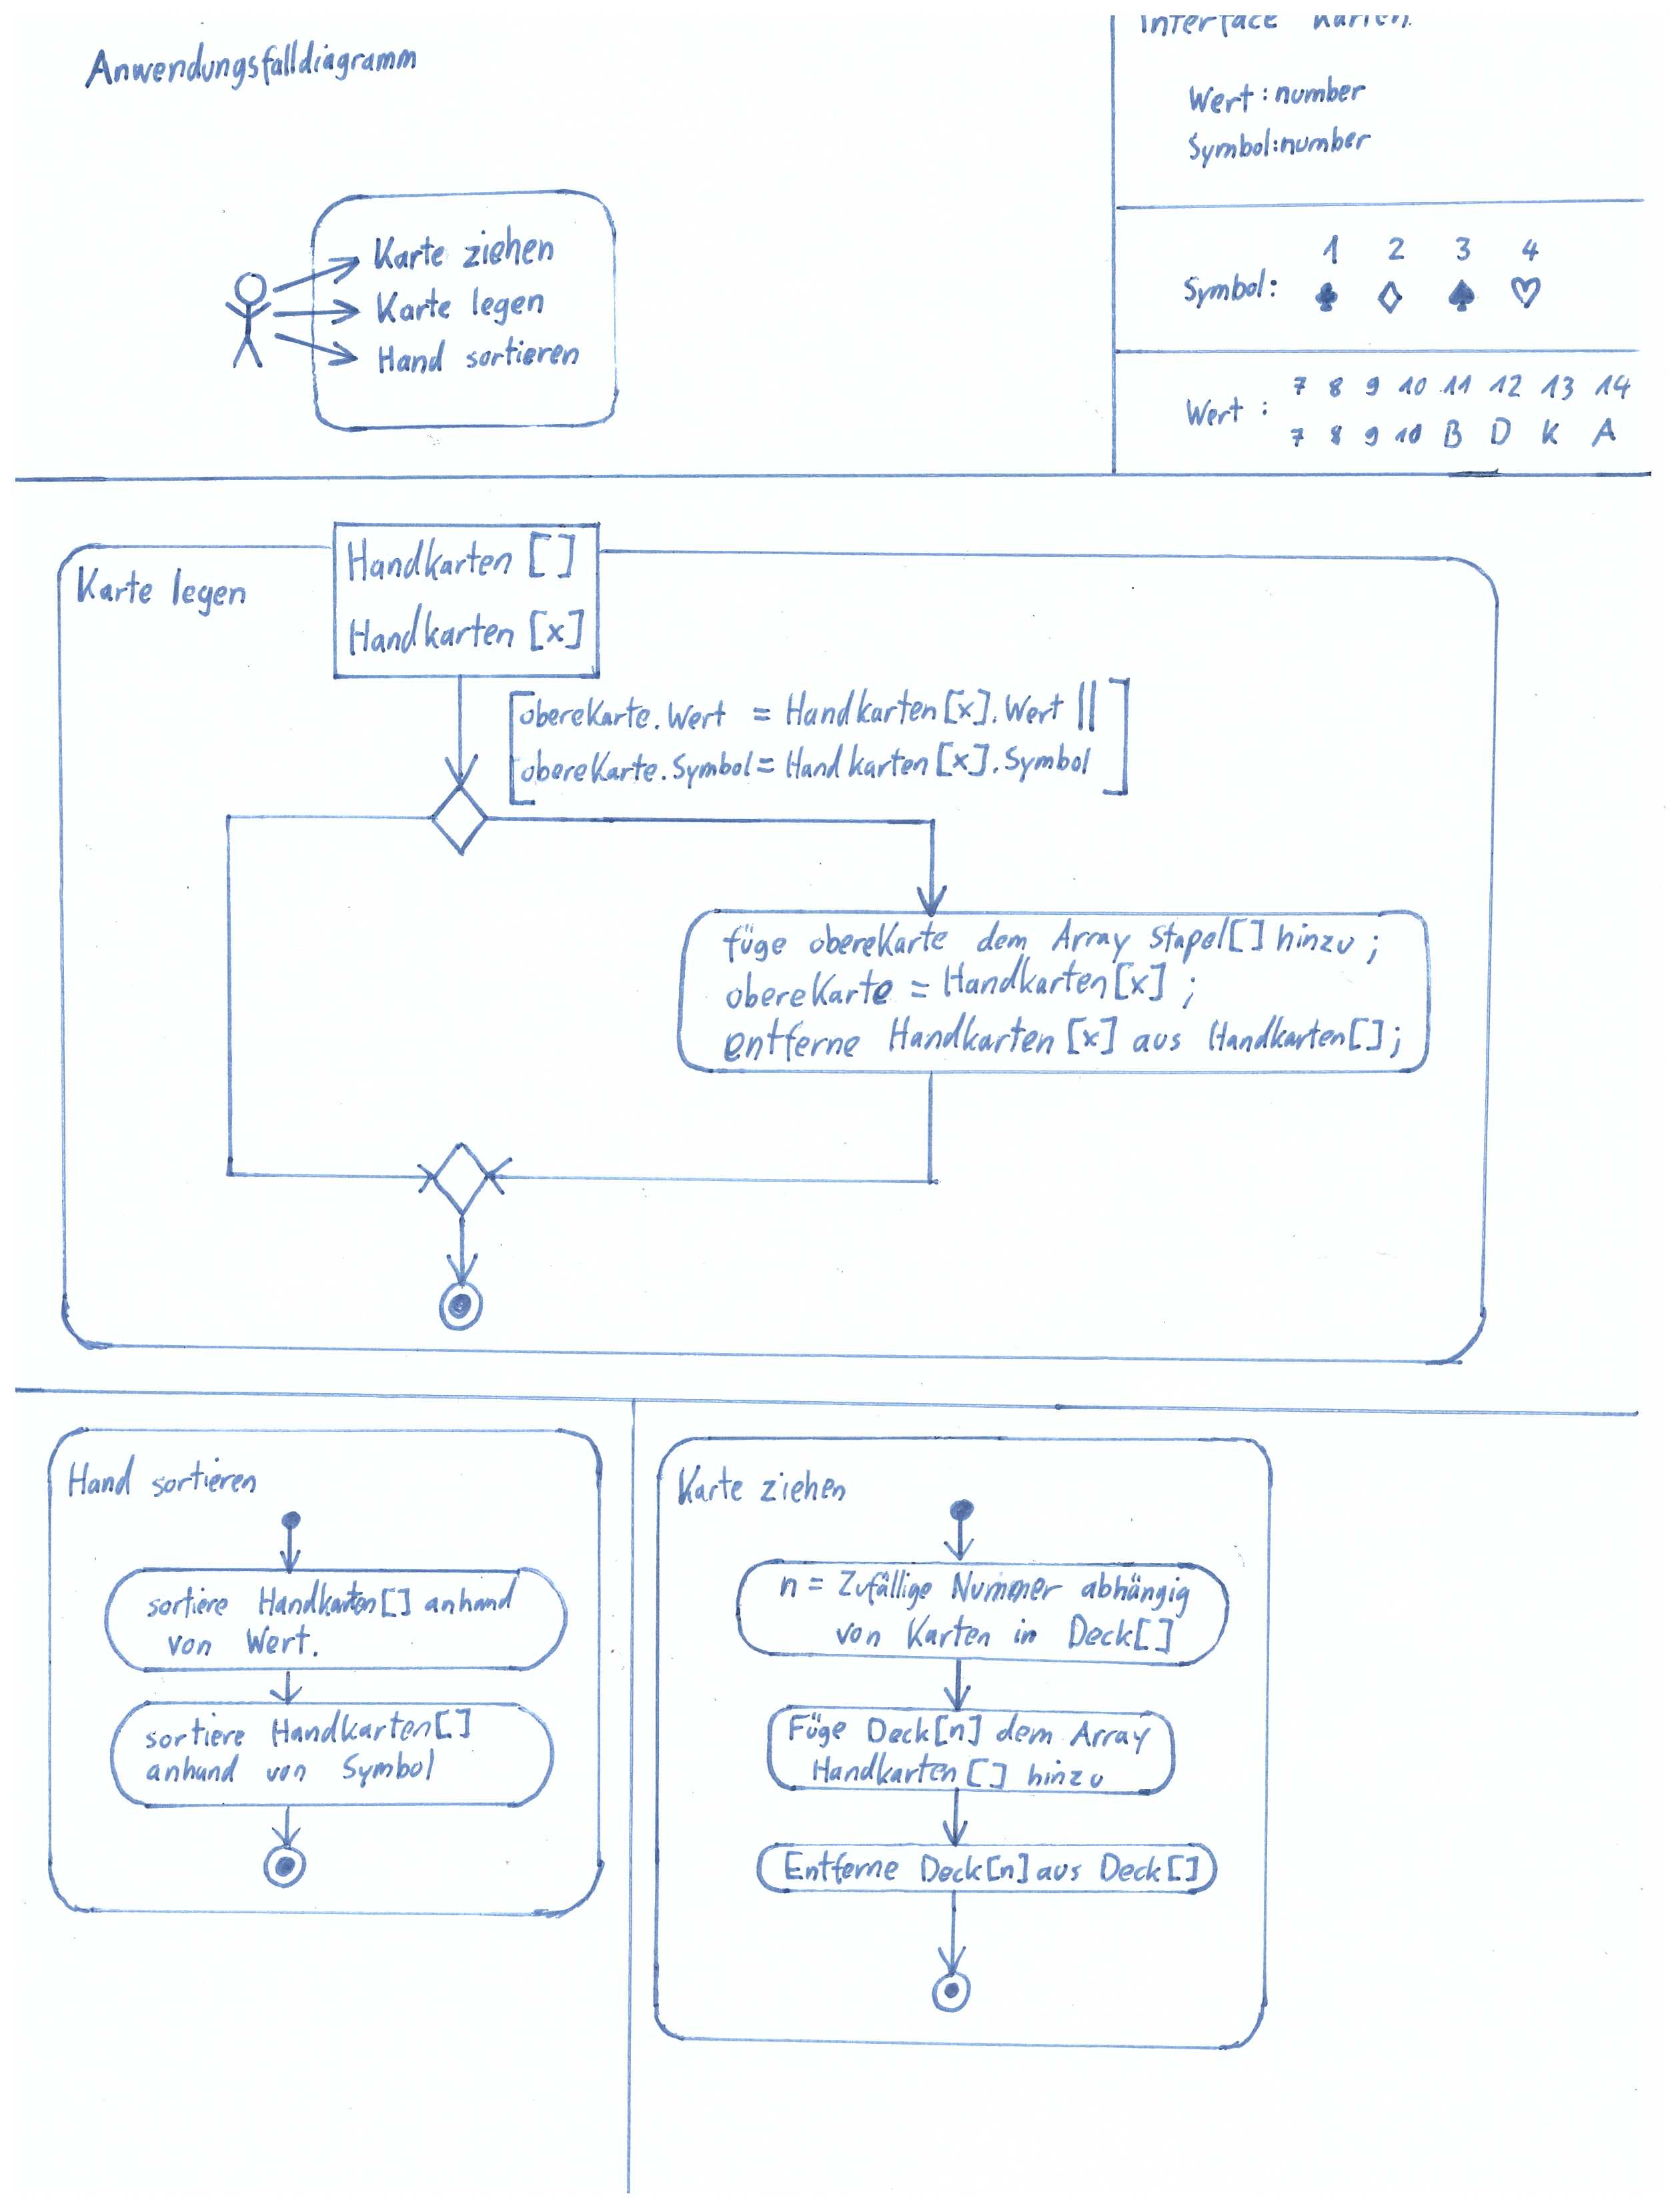 Anwendungsfalldiagramm
Interface Karten
Wert: number
Symbol: number
Karte ziehen
Karte legen
Hand sortieren
1 2 3 4
Symbol: ♣ ♢ ♠ ♡
7 8 9 10 11 12 13 14
Wert :
7 8 9 10 B D K A
Karte legen
Handkarten []
Handkarten [x]
[obereKarte.Wert = Handkarten[x].Wert ||
obereKarte.Symbol = Handkarten[x].Symbol]
füge obereKarte dem Array Stapel[] hinzu ;
obereKarte = Handkarten[x] ;
entferne Handkarten [x] aus Handkarten[];
Hand sortieren
sortiere Handkarten[] anhand
von Wert.
sortiere Handkarten[]
anhand von Symbol
Karte ziehen
n = Zufällige Nummer abhängig
von Karten in Deck[]
Füge Deck[n] dem Array
Handkarten [] hinzu
Entferne Deck[n] aus Deck[]